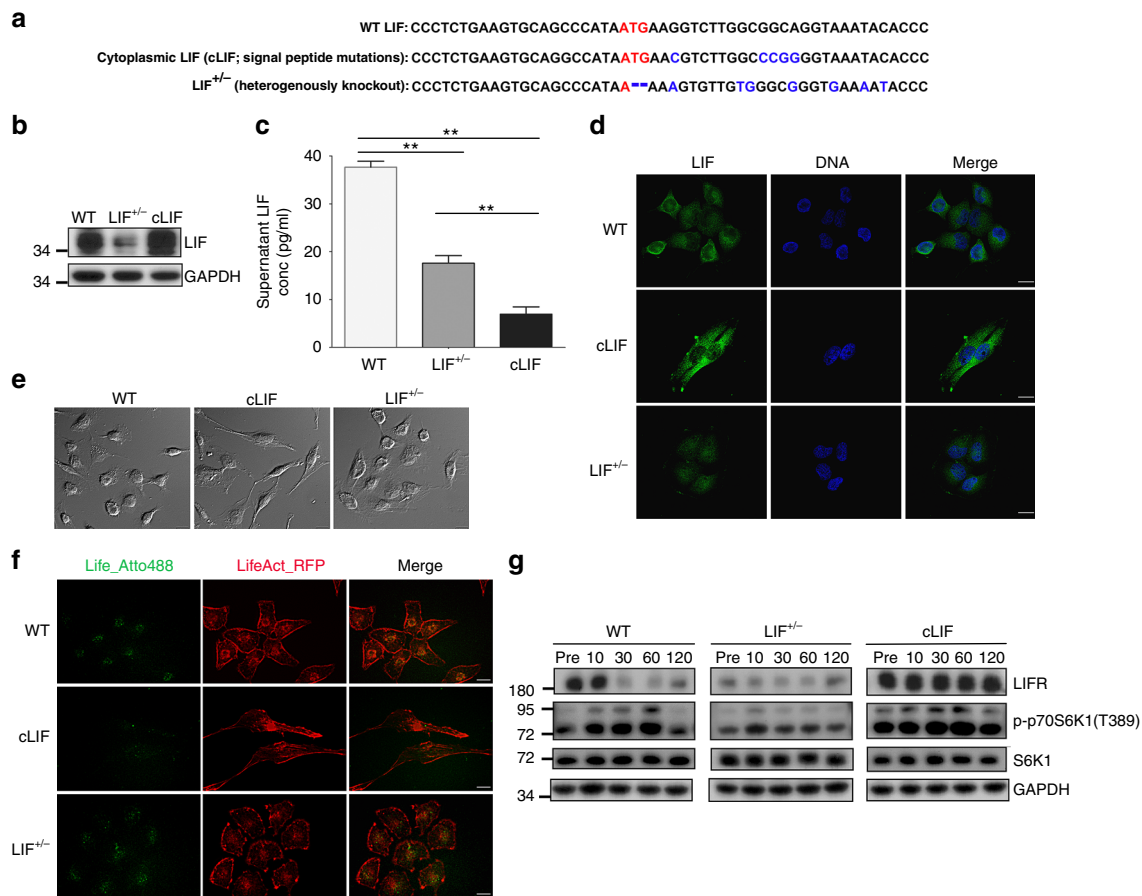 a
WT LIF: CCCTCTGAAGTGCAGCCCATAATGAAGGTCTTGGCGGCAGGTAAATACACCC
Cytoplasmic LIF (cLIF; signal peptide mutations): CCCTCTGAAGTGCAGGCCATAATGAACGTCTTGGCCCGGGGTAAATACACCC
LIF+/− (heterogenously knockout): CCCTCTGAAGTGCAGCCCATAA--AAAGTGTTGTGGGCGGGTGAAAATACCC
b
WT LIF+/− cLIF
34
LIF
34
GAPDH
c
Supernatant LIF
conc (pg/ml)
40
30
20
10
0
**
**
**
WT LIF+/− cLIF
d
LIF DNA Merge
WT
cLIF
LIF+/−
e
WT cLIF LIF+/−
f
Life_Atto488 LifeAct_RFP Merge
WT
cLIF
LIF+/−
g
WT LIF+/− cLIF
Pre 10 30 60 120 Pre 10 30 60 120 Pre 10 30 60 120
180 LIFR
95
72 p-p70S6K1(T389)
72 S6K1
34 GAPDH